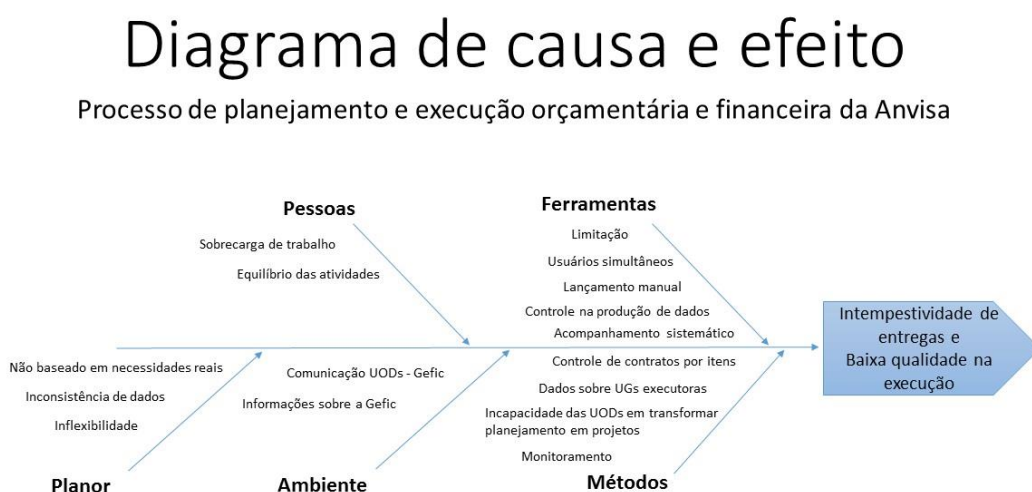 Diagrama de causa e efeito
Processo de planejamento e execução orçamentária e financeira da Anvisa
Pessoas
Sobrecarga de trabalho
Equilíbrio das atividades
Ferramentas
Limitação
Usuários simultâneos
Lançamento manual
Controle na produção de dados
Acompanhamento sistemático
Intempestividade de
entregas e
Baixa qualidade na
execução
Não baseado em necessidades reais
Inconsistência de dados
Inflexibilidade
Planor
Comunicação UODs - Gefic
Informações sobre a Gefic
Ambiente
Controle de contratos por itens
Dados sobre UGs executoras
Incapacidade das UODs em transformar
planejamento em projetos
Monitoramento
Métodos